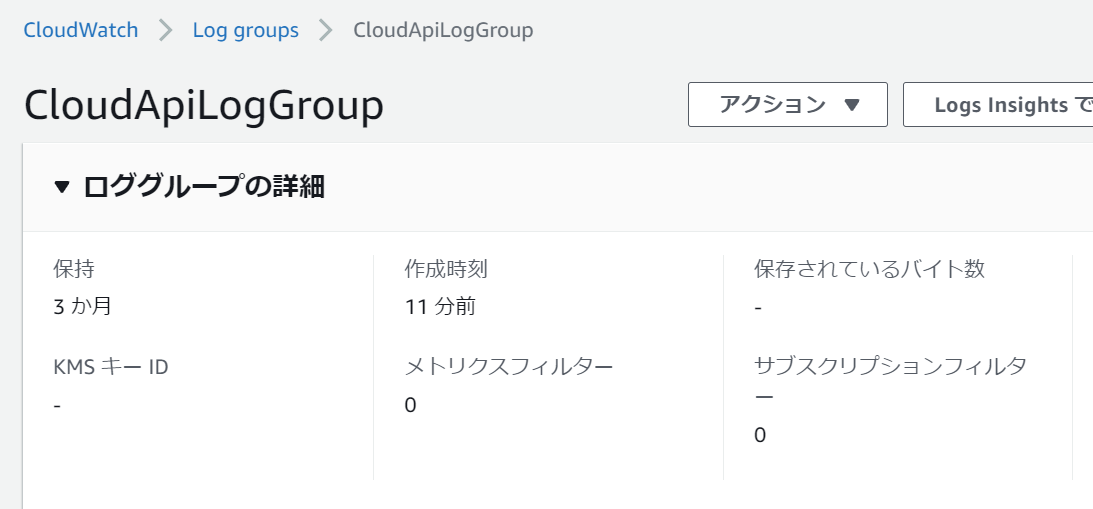 CloudWatch > Log groups > CloudApiLogGroup
CloudApiLogGroup
アクション ▼
Logs Insights で
▼ ロググループの詳細
保持
3 か月
作成時刻
11 分前
保存されているバイト数
-
KMS キー ID
-
メトリクスフィルター
0
サブスクリプションフィルタ
ー
0